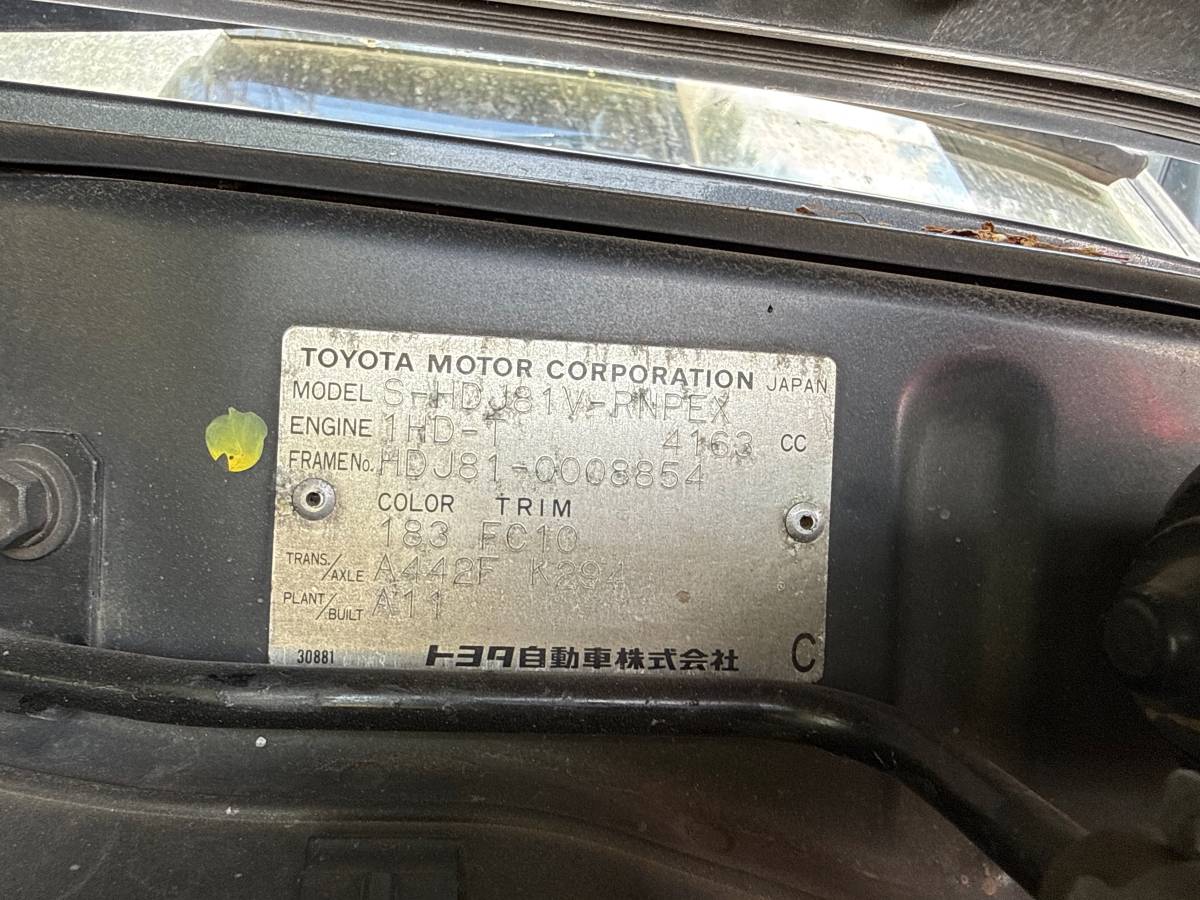 TOYOTA MOTOR CORPORATION JAPAN
MODEL S-HDJ81V-RNPEX
ENGINE 1HD-T 4163 CC
FRAME No. HDJ81-0008854
COLOR TRIM
183 FC10
TRANS./AXLE A442F K294
PLANT/BUILT A11
30881 トヨタ自動車株式会社 C